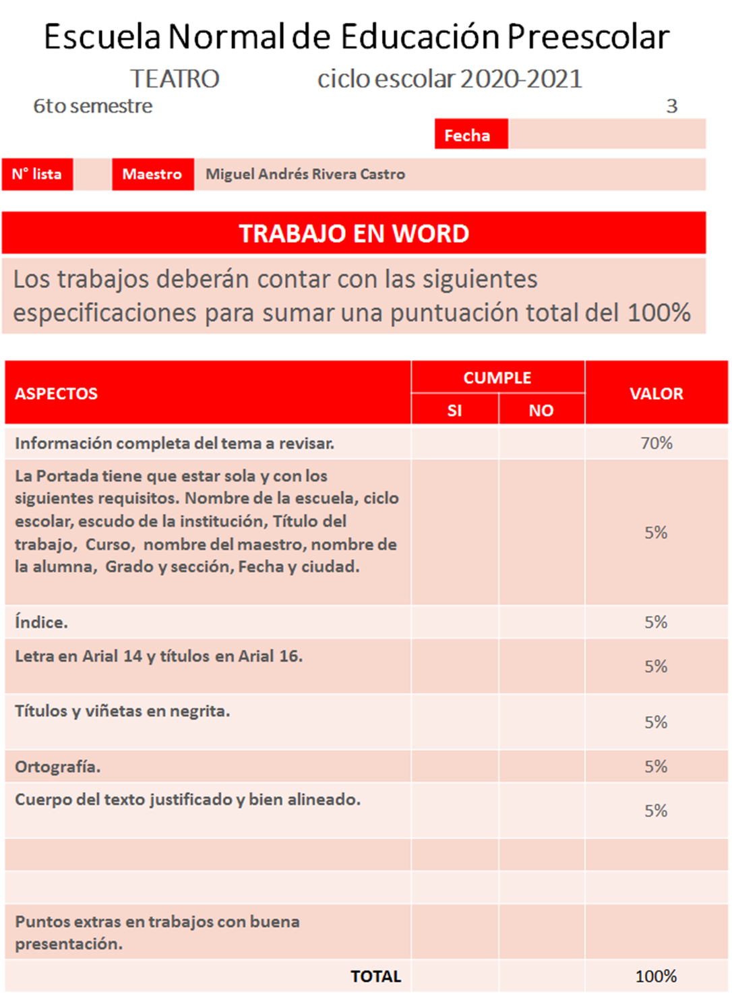 Escuela Normal de Educación Preescolar
TEATRO ciclo escolar 2020-2021
6to semestre 3
Fecha
N° lista Maestro Miguel Andrés Rivera Castro
TRABAJO EN WORD
Los trabajos deberán contar con las siguientes
especificaciones para sumar una puntuación total del 100%
ASPECTOS CUMPLE VALOR
SI NO
Información completa del tema a revisar. 70%
La Portada tiene que estar sola y con los
siguientes requisitos. Nombre de la escuela, ciclo
escolar, escudo de la institución, Título del
trabajo, Curso, nombre del maestro, nombre de
la alumna, Grado y sección, Fecha y ciudad.
5%
Índice. 5%
Letra en Arial 14 y títulos en Arial 16. 5%
Títulos y viñetas en negrita. 5%
Ortografía. 5%
Cuerpo del texto justificado y bien alineado. 5%
Puntos extras en trabajos con buena
presentación.
TOTAL 100%